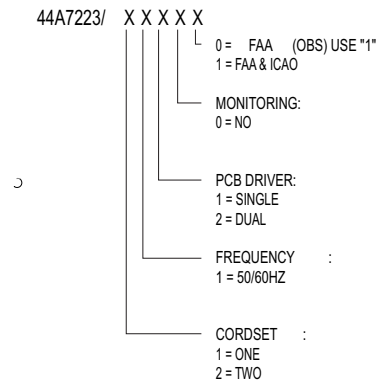 44A7223/ X X X X X
0 = FAA (OBS) USE "1"
1 = FAA & ICAO
MONITORING:
0 = NO
PCB DRIVER:
1 = SINGLE
2 = DUAL
FREQUENCY :
1 = 50/60HZ
CORDSET :
1 = ONE
2 = TWO